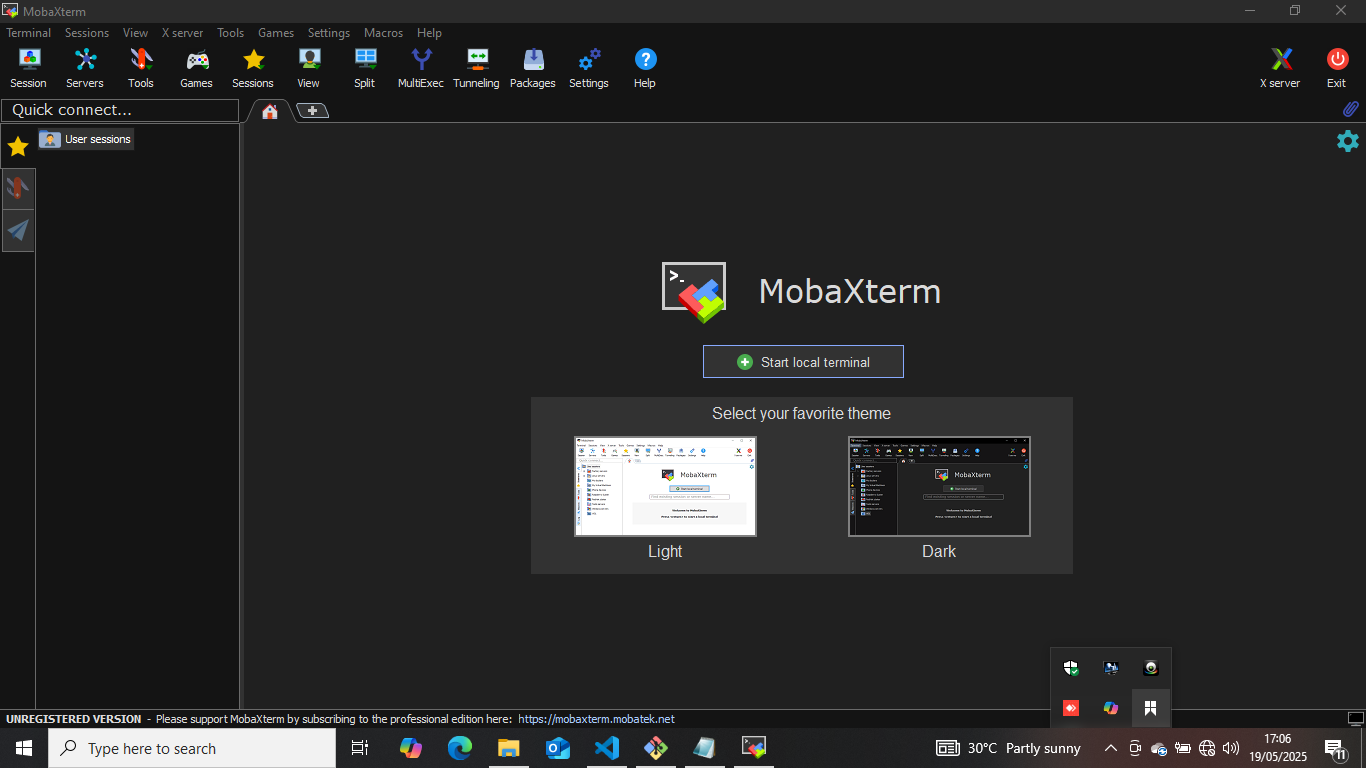 MobaXterm
Terminal Sessions View X server Tools Games Settings Macros Help
Session Servers Tools Games Sessions View Split MultiExec Tunneling Packages Settings Help X server Exit
Quick connect...
User sessions
MobaXterm
Start local terminal
Select your favorite theme
MobaXterm
MobaXterm
Light Dark
UNREGISTERED VERSION - Please support MobaXterm by subscribing to the professional edition here: https://mobaxterm.mobatek.net
Type here to search
30°C Partly sunny
17:06
19/05/2025
11